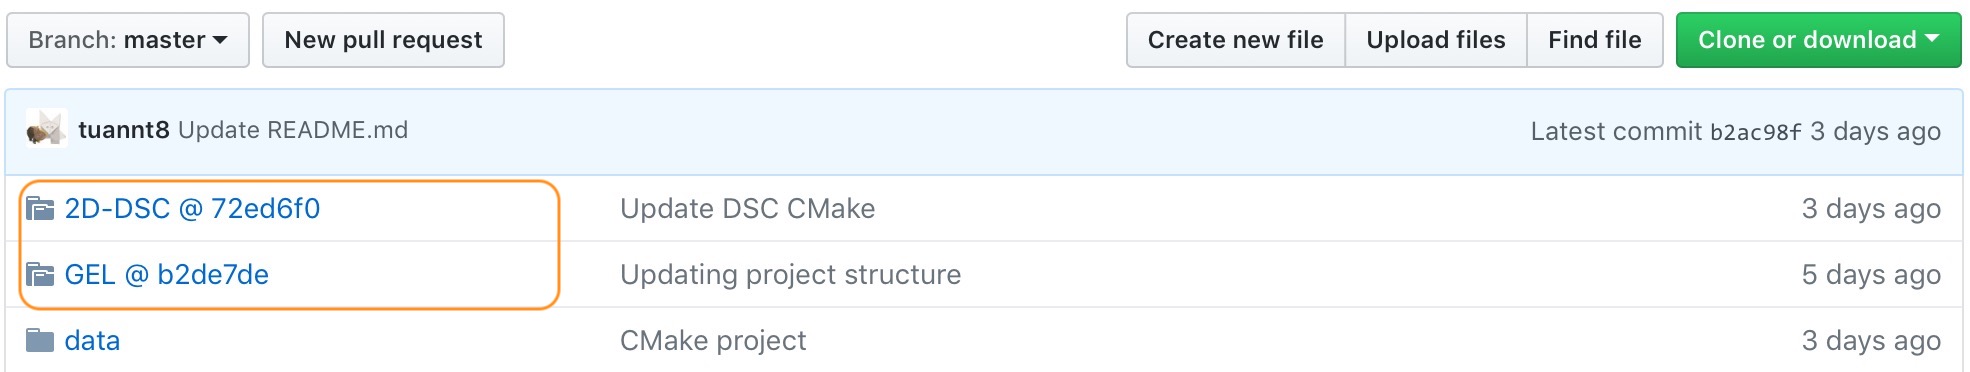 Branch: master New pull request Create new file Upload files Find file Clone or download
tuannt8 Update README.md Latest commit b2ac98f 3 days ago
2D-DSC @ 72ed6f0 Update DSC CMake 3 days ago
GEL @ b2de7de Updating project structure 5 days ago
data CMake project 3 days ago